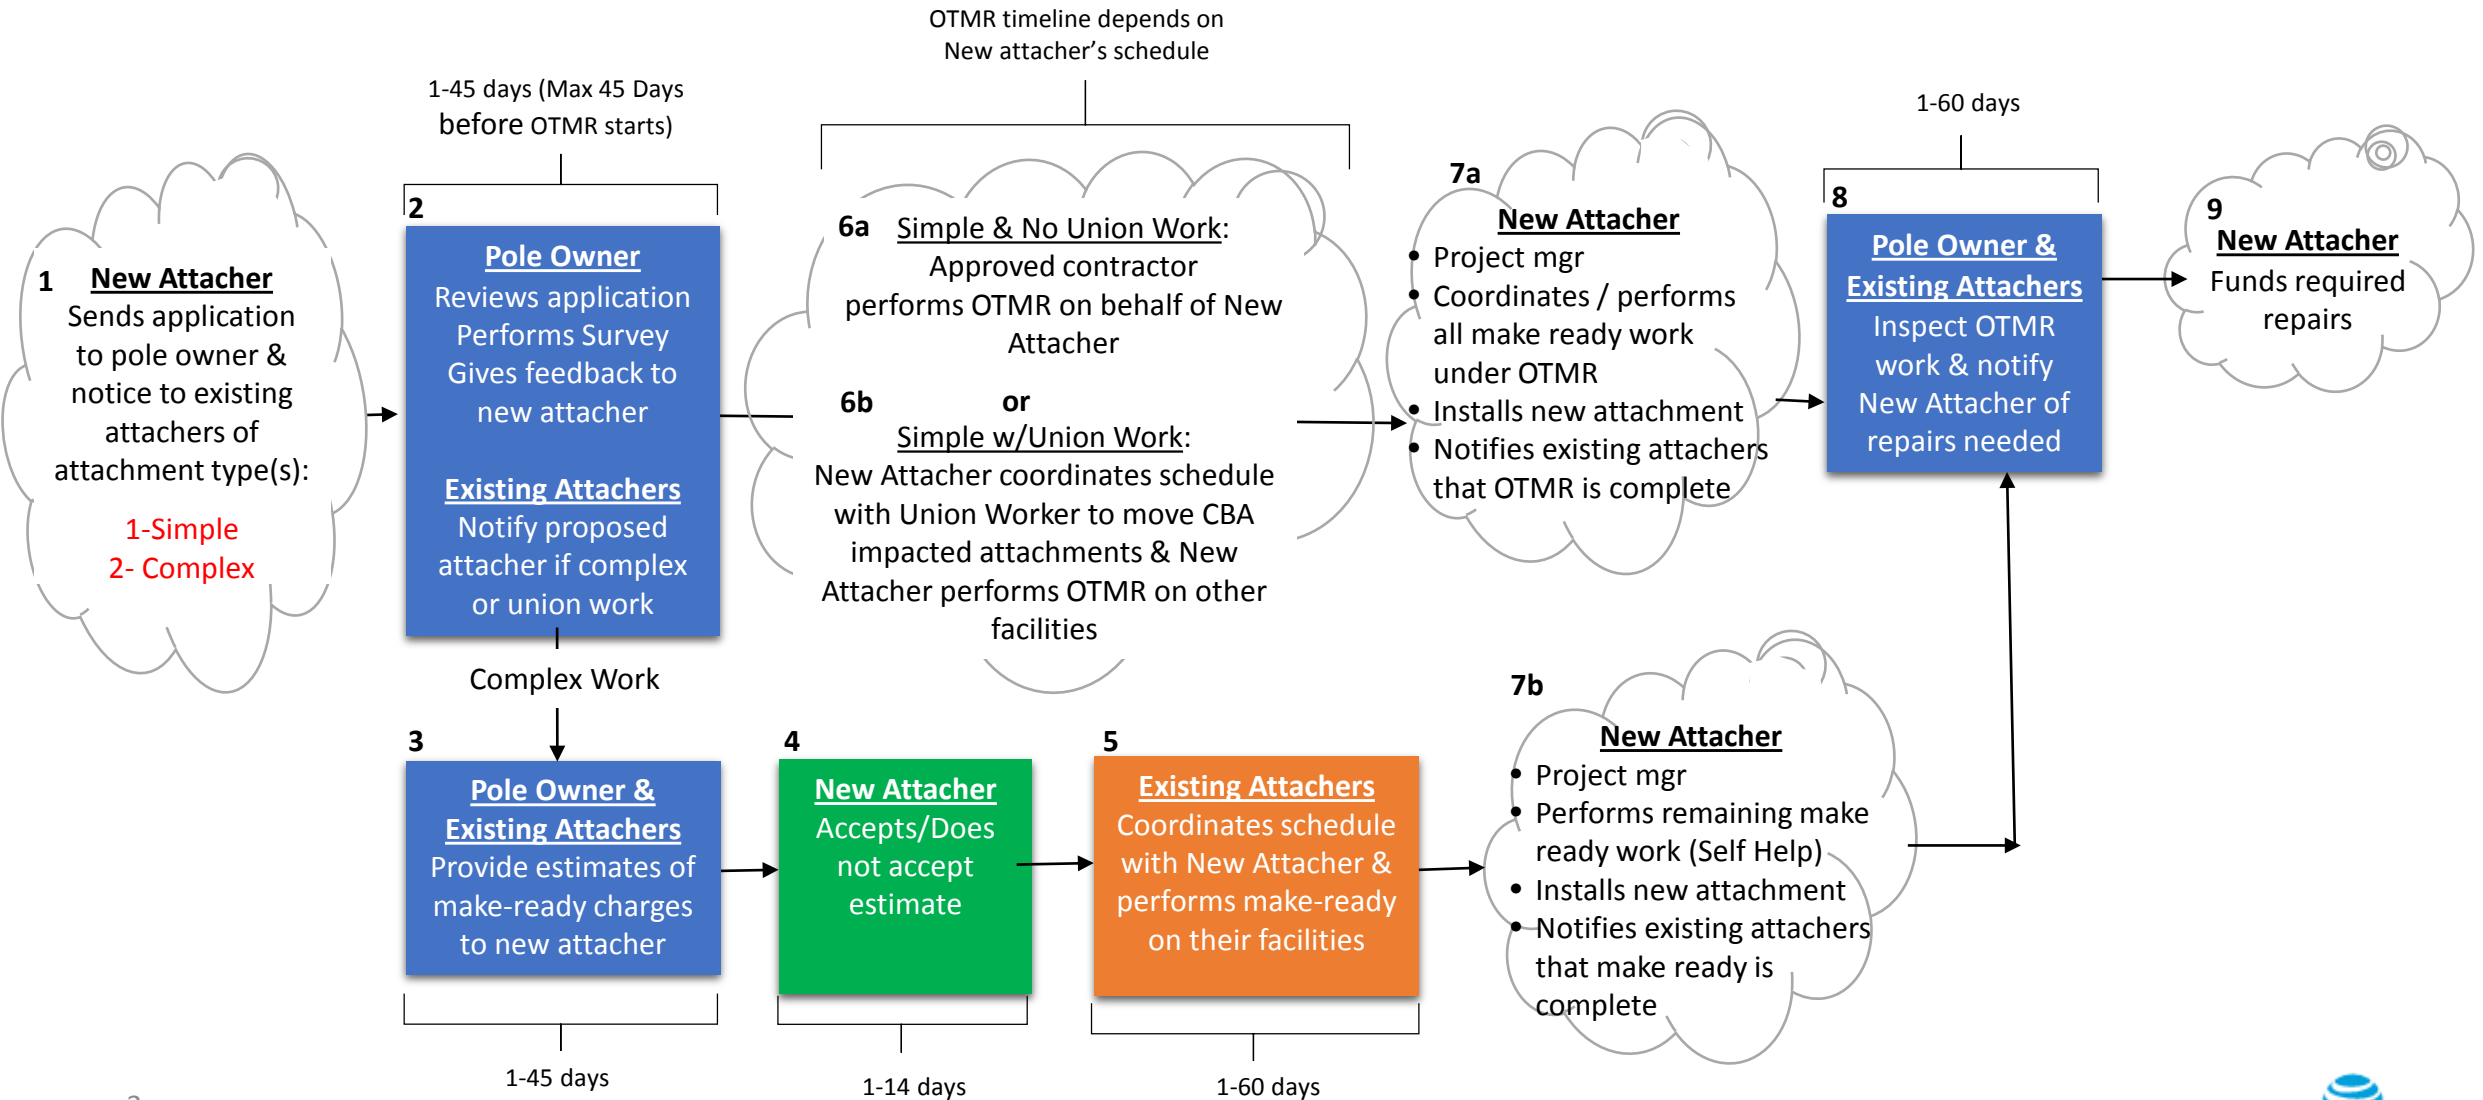 OTMR timeline depends on
New attacher's schedule
1-45 days (Max 45 Days
before OTMR starts)
1-60 days
1
New Attacher
Sends application
to pole owner &
notice to existing
attachers of
attachment type(s):
1-Simple
2- Complex
2
Pole Owner
Reviews application
Performs Survey
Gives feedback to
new attacher
Existing Attachers
Notify proposed
attacher if complex
or union work
Complex Work
6a Simple & No Union Work:
Approved contractor
performs OTMR on behalf of New
Attacher
6b or
Simple w/Union Work:
New Attacher coordinates schedule
with Union Worker to move CBA
impacted attachments & New
Attacher performs OTMR on other
facilities
7a
New Attacher
• Project mgr
• Coordinates / performs
all make ready work
under OTMR
• Installs new attachment
• Notifies existing attachers
that OTMR is complete
8
Pole Owner &
Existing Attachers
Inspect OTMR
work & notify
New Attacher of
repairs needed
9
New Attacher
Funds required
repairs
3
Pole Owner &
Existing Attachers
Provide estimates of
make-ready charges
to new attacher
1-45 days
4
New Attacher
Accepts/Does
not accept
estimate
1-14 days
5
Existing Attachers
Coordinates schedule
with New Attacher &
performs make-ready
on their facilities
1-60 days
7b
New Attacher
• Project mgr
• Performs remaining make
ready work (Self Help)
• Installs new attachment
• Notifies existing attachers
that make ready is
complete